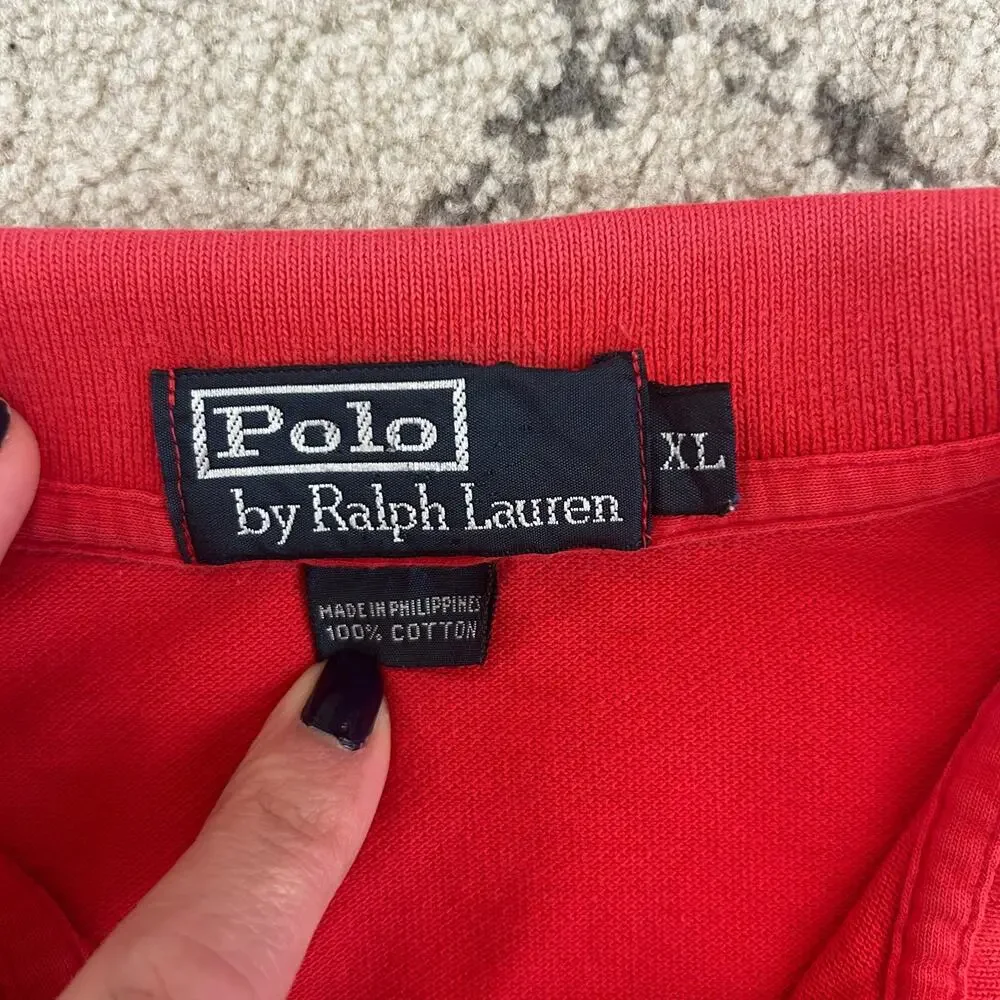 Polo
by Ralph Lauren
XL
MADE IN PHILIPPINES
100% COTTON